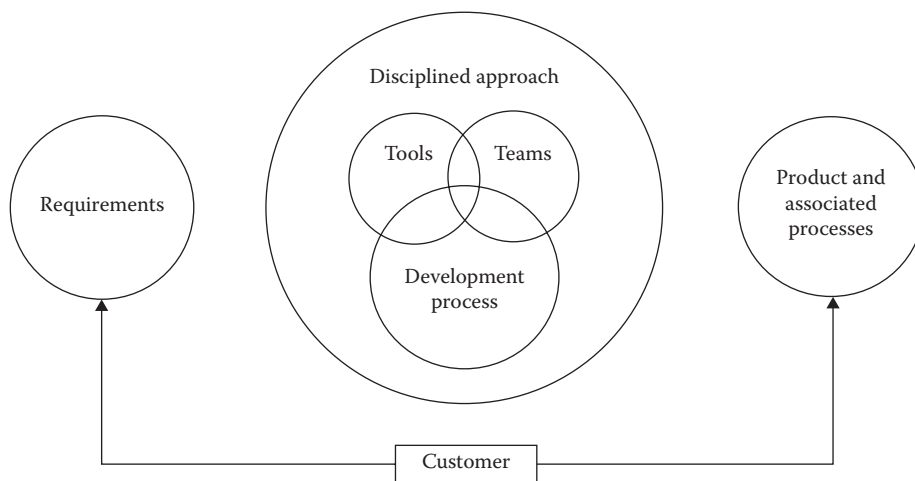 Disciplined approach
Tools
Teams
Requirements
Product and
associated
processes
Development
process
Customer